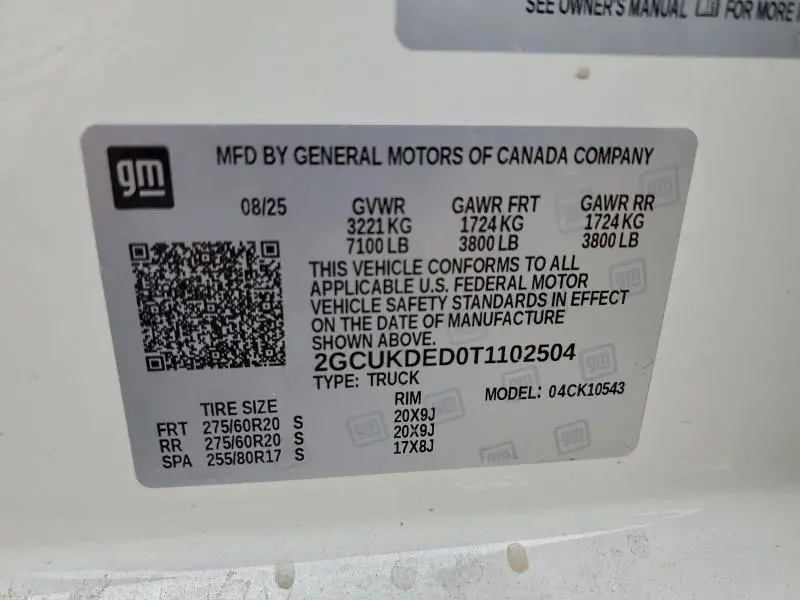 SEE OWNER'S MANUAL FOR MORE
gm
MFD BY GENERAL MOTORS OF CANADA COMPANY
08/25 GVWR GAWR FRT GAWR RR
3221 KG 1724 KG 1724 KG
7100 LB 3800 LB 3800 LB
THIS VEHICLE CONFORMS TO ALL
APPLICABLE U.S. FEDERAL MOTOR
VEHICLE SAFETY STANDARDS IN EFFECT
ON THE DATE OF MANUFACTURE
SHOWN ABOVE.
2GCUKDED0T1102504
TYPE: TRUCK
MODEL: 04CK10543
TIRE SIZE RIM
FRT 275/60R20 S 20X9J
RR 275/60R20 S 20X9J
SPA 255/80R17 S 17X8J